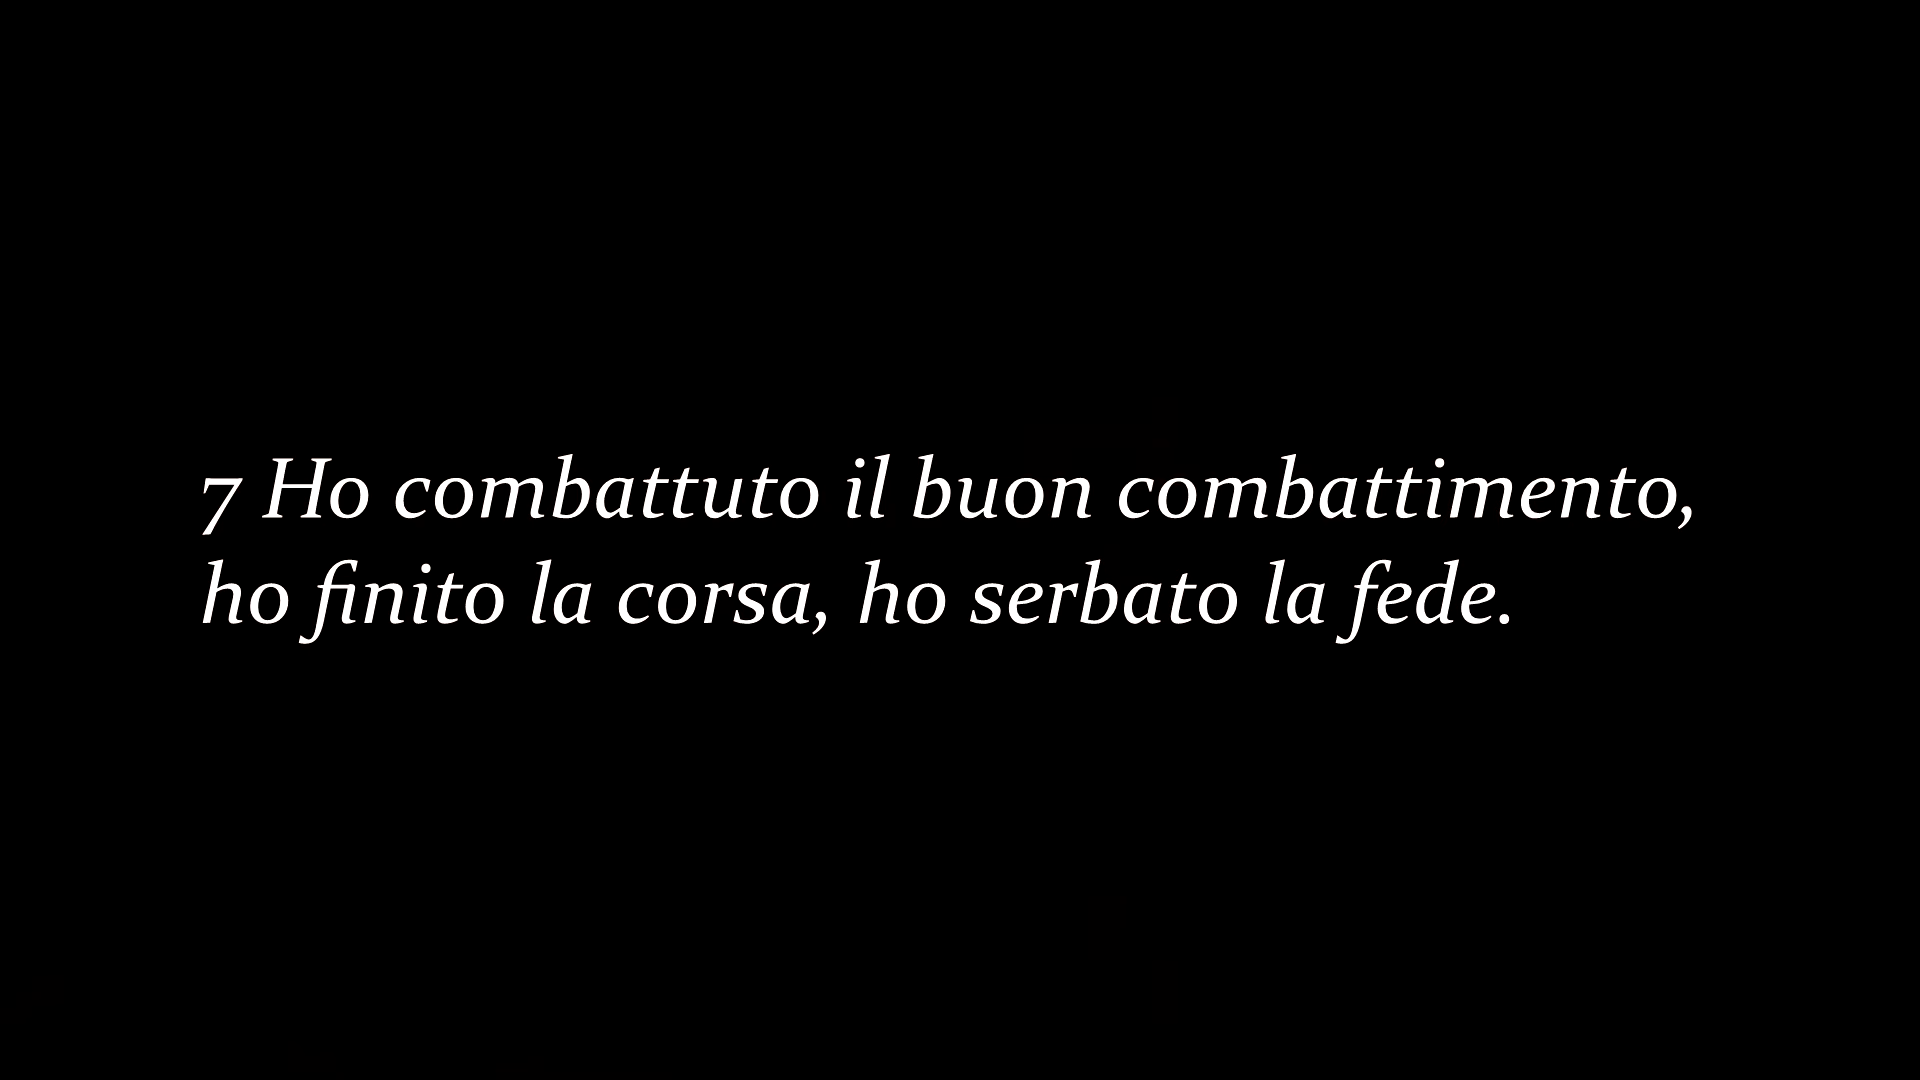 7 Ho combattuto il buon combattimento,
ho finito la corsa, ho serbato la fede.